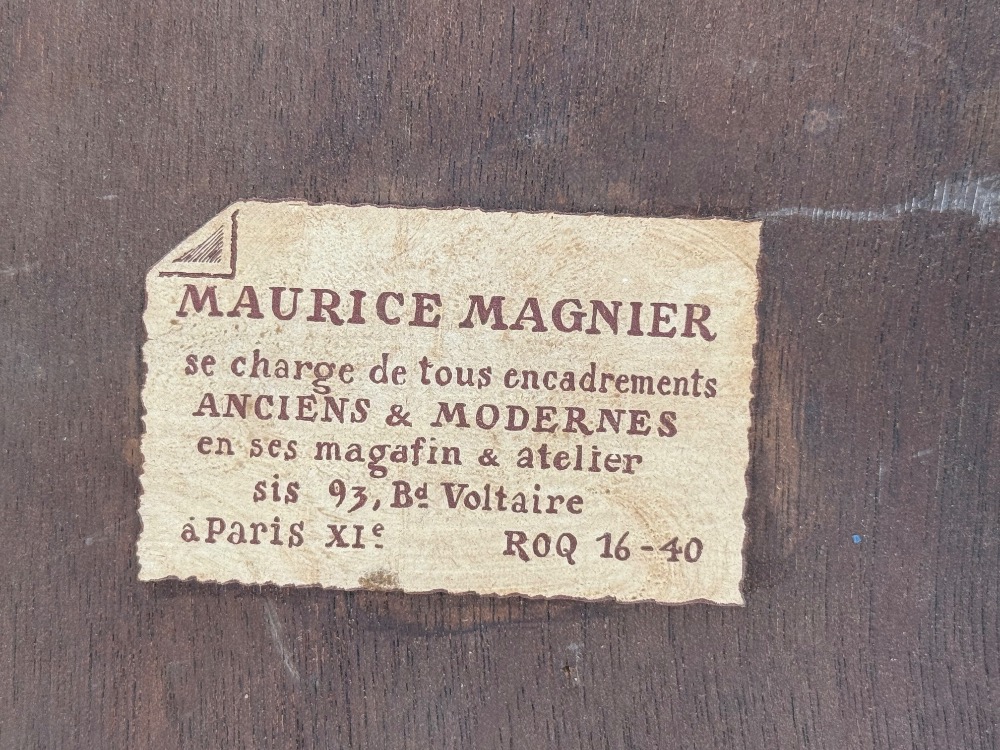 MAURICE MAGNIER
se charge de tous encadrements
ANCIENS & MODERNES
en ses magaſin & atelier
sis 93, Bd Voltaire
à Paris XIe ROQ 16-40